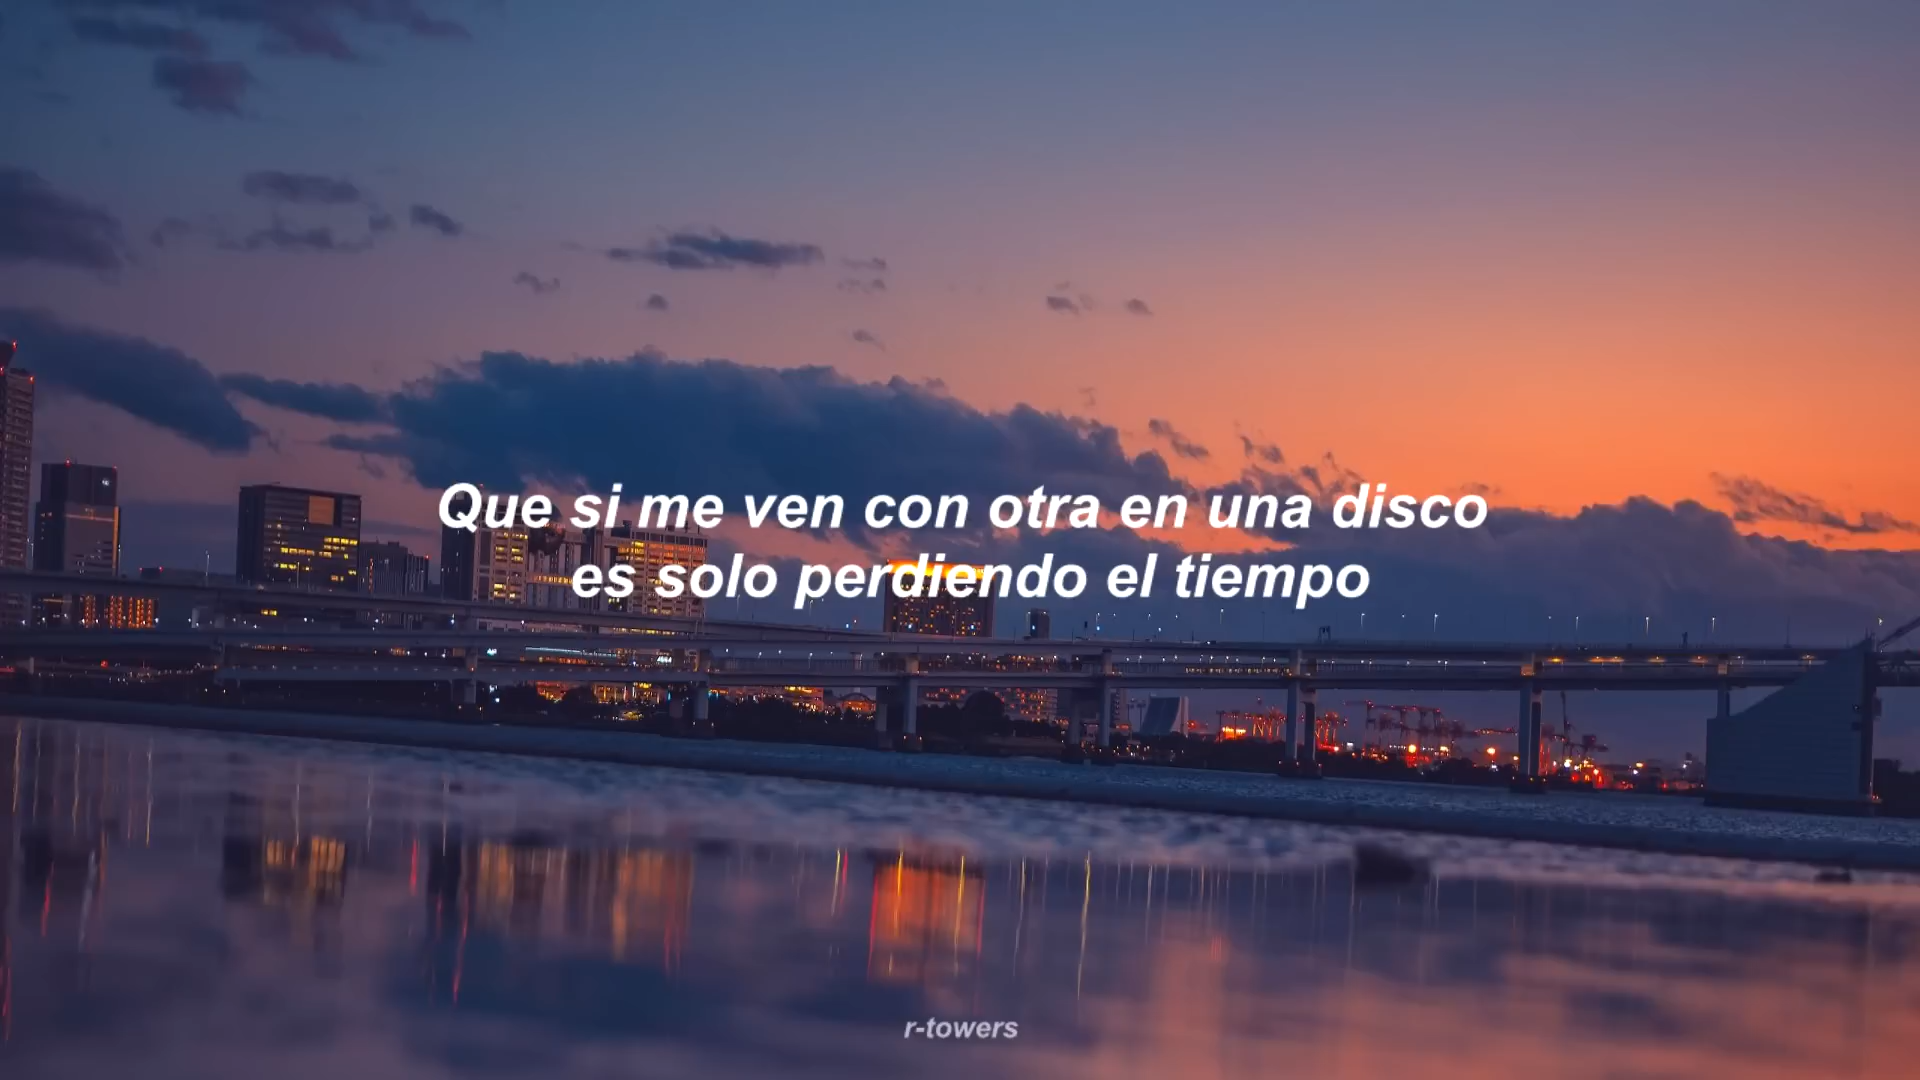 Que si me ven con otra en una disco
es solo perdiendo el tiempo
r-towers